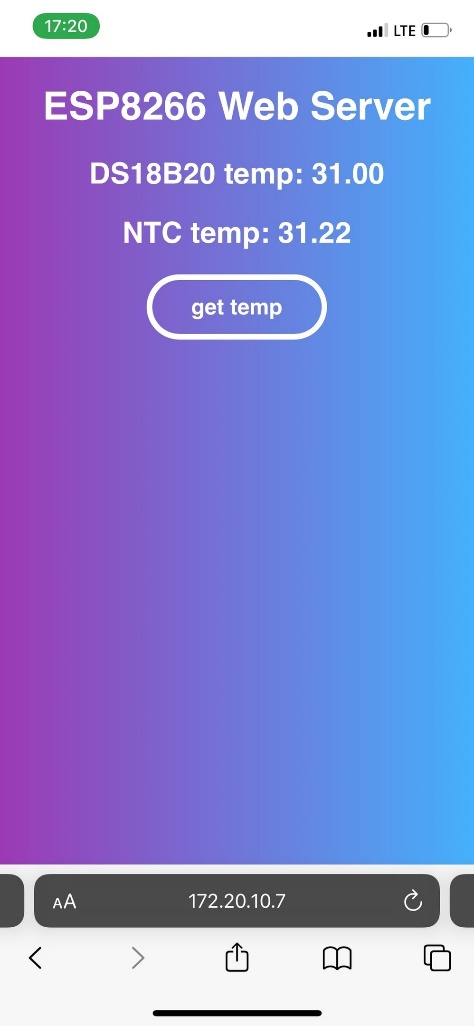 17:20
LTE
ESP8266 Web Server
DS18B20 temp: 31.00
NTC temp: 31.22
get temp
AA 172.20.10.7